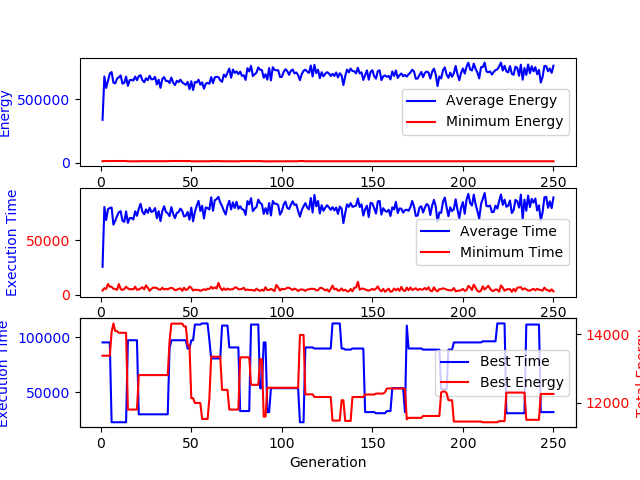 Energy
500000
0
Average Energy
Minimum Energy
0 50 100 150 200 250
Execution Time
50000
0
Average Time
Minimum Time
0 50 100 150 200 250
Execution Time
100000
50000
Best Time
Best Energy
14000
12000
Total Energy
0 50 100 150 200 250
Generation